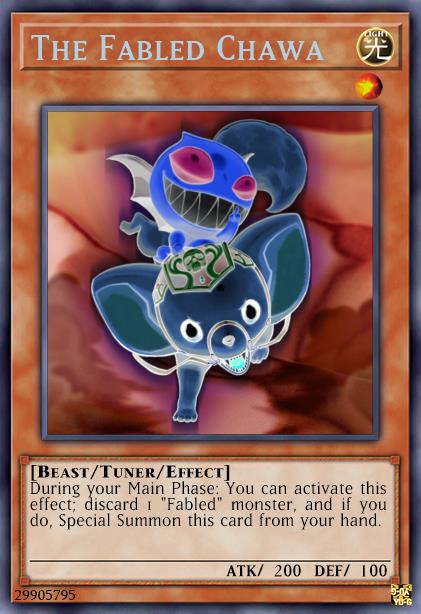 The Fabled Chawa
LIGHT
光
[Beast/Tuner/Effect]
During your Main Phase: You can activate this
effect; discard 1 "Fabled" monster, and if you
do, Special Summon this card from your hand.
ATK/ 200 DEF/ 100
29905795